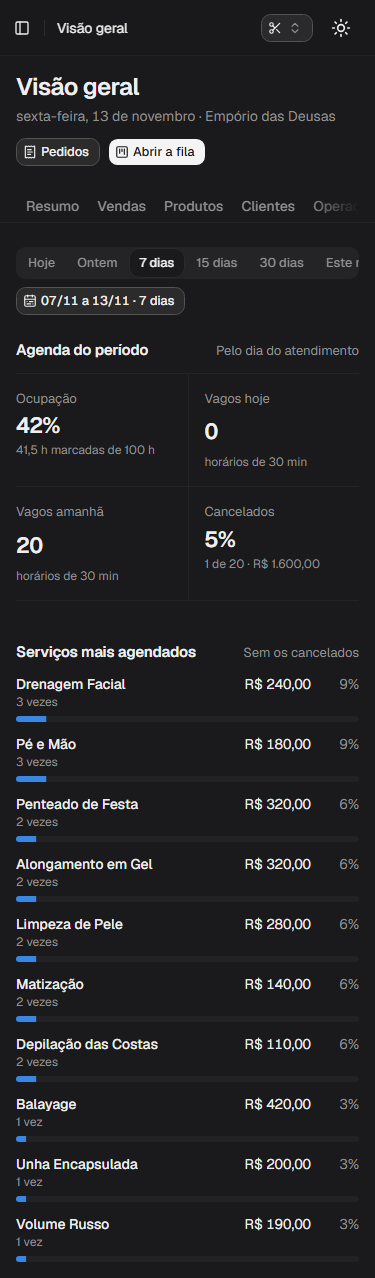 Visão geral
Visão geral
sexta-feira, 13 de novembro · Empório das Deusas
Pedidos
Abrir a fila
Resumo Vendas Produtos Clientes Opera
Hoje Ontem 7 dias 15 dias 30 dias Este
07/11 a 13/11 · 7 dias
Agenda do período Pelo dia do atendimento
Ocupação
42%
41,5 h marcadas de 100 h
Vagos hoje
0
horários de 30 min
Vagos amanhã
20
horários de 30 min
Cancelados
5%
1 de 20 · R$ 1.600,00
Serviços mais agendados Sem os cancelados
Drenagem Facial R$ 240,00 9%
3 vezes
Pé e Mão R$ 180,00 9%
3 vezes
Penteado de Festa R$ 320,00 6%
2 vezes
Alongamento em Gel R$ 320,00 6%
2 vezes
Limpeza de Pele R$ 280,00 6%
2 vezes
Matização R$ 140,00 6%
2 vezes
Depilação das Costas R$ 110,00 6%
2 vezes
Balayage R$ 420,00 3%
1 vez
Unha Encapsulada R$ 200,00 3%
1 vez
Volume Russo R$ 190,00 3%
1 vez